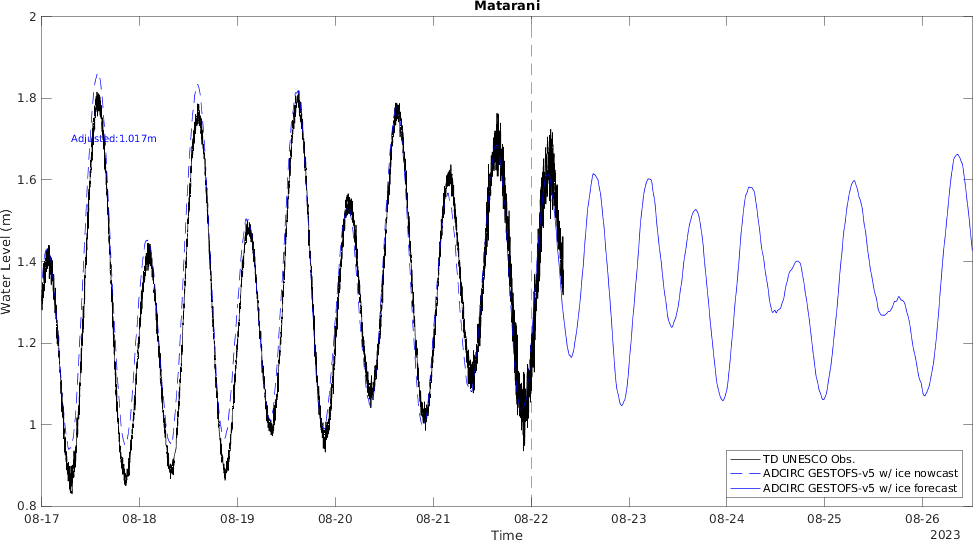 Matarani
2
1.8
1.6
1.4
1.2
1
0.8
Water Level (m)
Adjusted:1.017m
TD UNESCO Obs.
ADCIRC GESTOFS-v5 w/ ice nowcast
ADCIRC GESTOFS-v5 w/ ice forecast
08-17 08-18 08-19 08-20 08-21 08-22 08-23 08-24 08-25 08-26
Time
2023